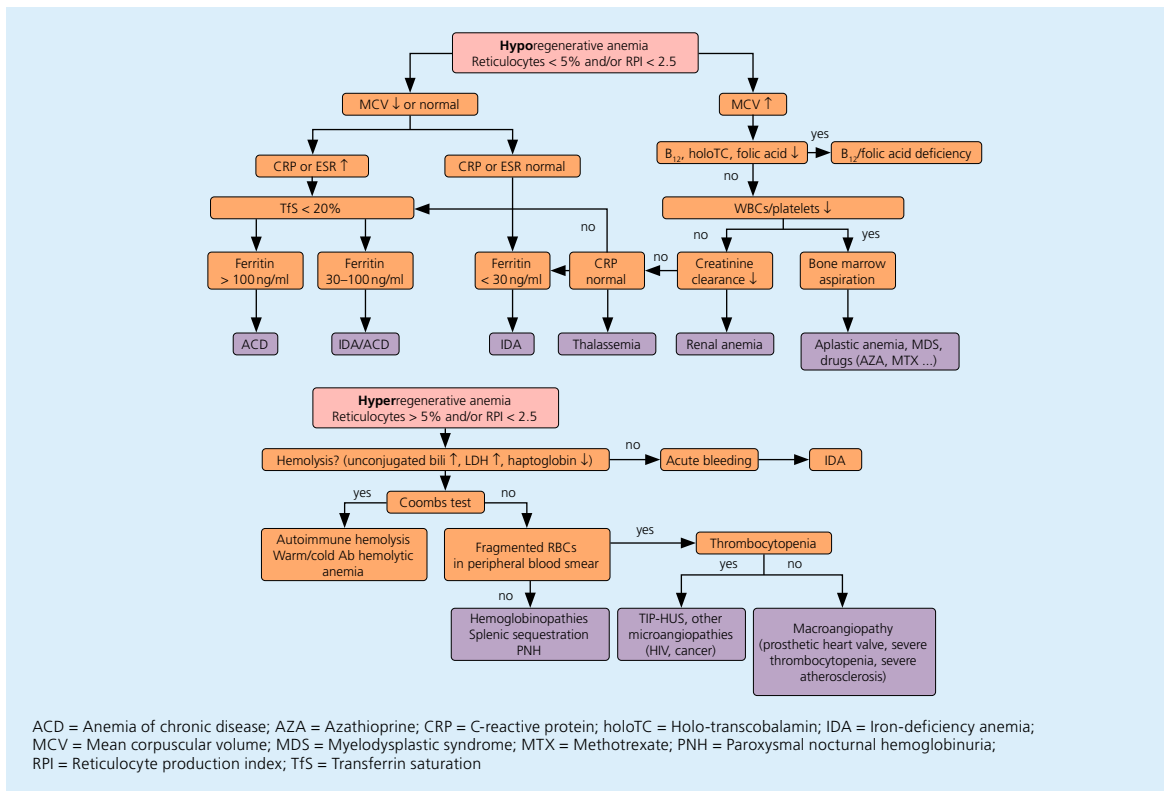 Hyporegenerative anemia
Reticulocytes < 5% and/or RPI < 2.5
MCV ↓ or normal
MCV ↑
yes
B12, holoTC, folic acid ↓
B12/folic acid deficiency
CRP or ESR ↑
CRP or ESR normal
no
TfS < 20%
WBCs/platelets ↓
no
no
yes
Ferritin
> 100 ng/ml
Ferritin
30–100 ng/ml
Ferritin
< 30 ng/ml
CRP
normal
no
Creatinine
clearance ↓
Bone marrow
aspiration
ACD
IDA/ACD
IDA
Thalassemia
Renal anemia
Aplastic anemia, MDS,
drugs (AZA, MTX ...)
Hyperregenerative anemia
Reticulocytes > 5% and/or RPI < 2.5
Hemolysis? (unconjugated bili ↑, LDH ↑, haptoglobin ↓)
no
Acute bleeding
IDA
yes
Coombs test
no
Autoimmune hemolysis
Warm/cold Ab hemolytic
anemia
Fragmented RBCs
in peripheral blood smear
yes
Thrombocytopenia
yes
no
no
Hemoglobinopathies
Splenic sequestration
PNH
TIP-HUS, other
microangiopathies
(HIV, cancer)
Macroangiopathy
(prosthetic heart valve, severe
thrombocytopenia, severe
atherosclerosis)
ACD = Anemia of chronic disease; AZA = Azathioprine; CRP = C-reactive protein; holoTC = Holo-transcobalamin; IDA = Iron-deficiency anemia;
MCV = Mean corpuscular volume; MDS = Myelodysplastic syndrome; MTX = Methotrexate; PNH = Paroxysmal nocturnal hemoglobinuria;
RPI = Reticulocyte production index; TfS = Transferrin saturation